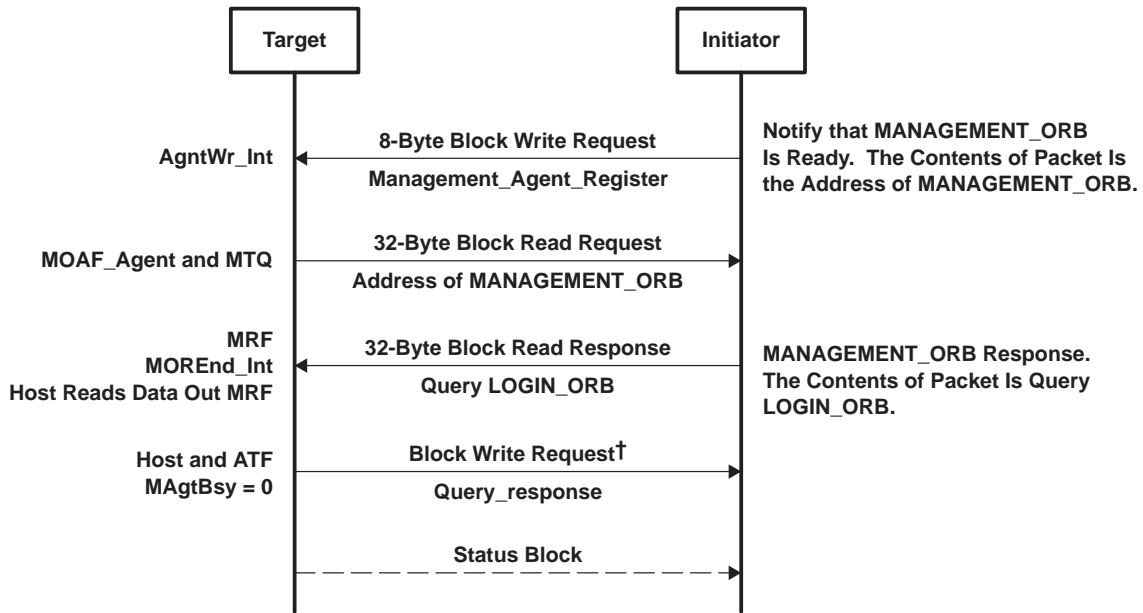 Target
Initiator
AgntWr_Int
8-Byte Block Write Request
Management_Agent_Register
Notify that MANAGEMENT_ORB
Is Ready. The Contents of Packet Is
the Address of MANAGEMENT_ORB.
MOAF_Agent and MTQ
32-Byte Block Read Request
Address of MANAGEMENT_ORB
MRF
MOREnd_Int
Host Reads Data Out MRF
32-Byte Block Read Response
Query LOGIN_ORB
MANAGEMENT_ORB Response.
The Contents of Packet Is Query
LOGIN_ORB.
Host and ATF
MAgtBsy = 0
Block Write Request†
Query_response
Status Block